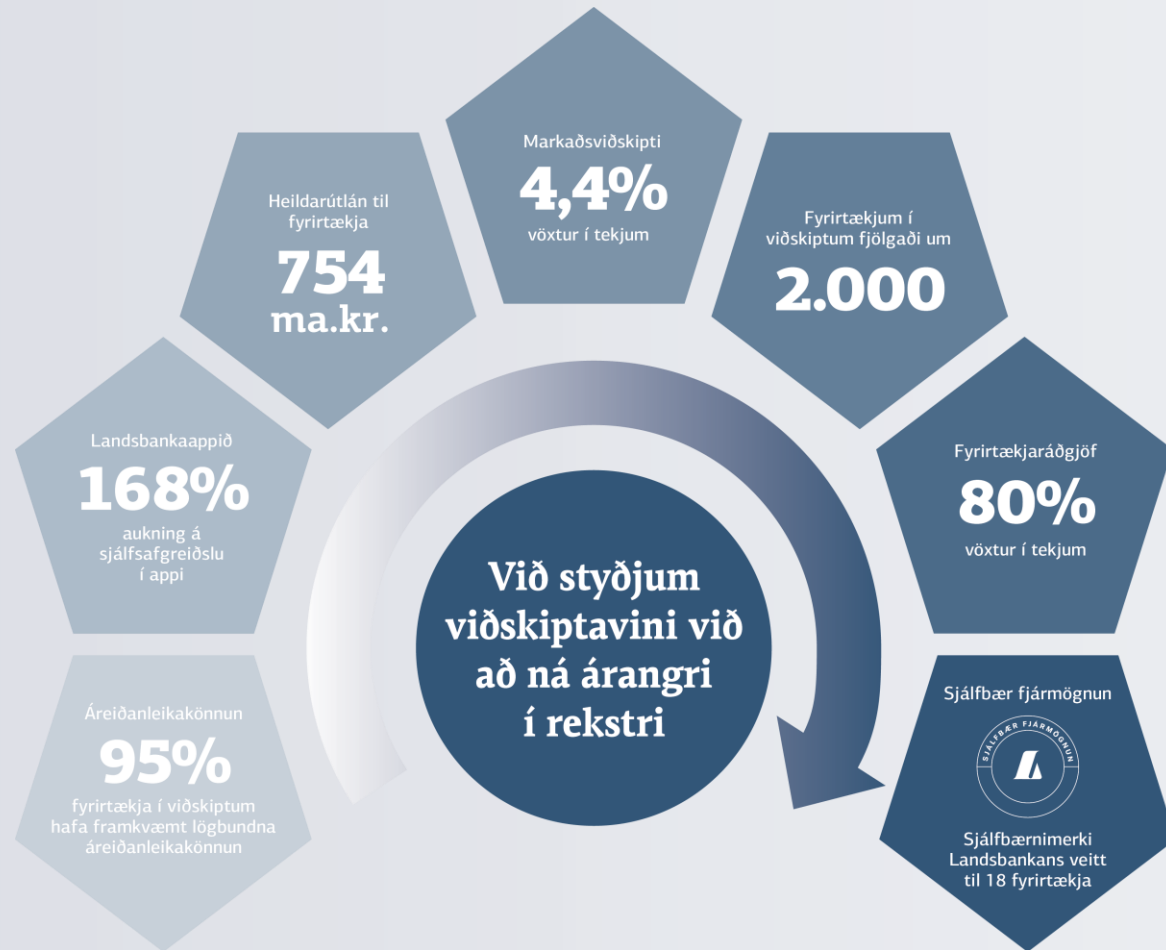 Markaðsviðskipti
4,4%
vöxtur í tekjum
Heildarútlán til
fyrirtækja
754
ma.kr.
Fyrirtækjum í
viðskiptum fjölgaði um
2.000
Landsbankaappið
168%
aukning á
sjálfsafgreiðslu
í appi
Fyrirtækjaráðgjöf
80%
vöxtur í tekjum
Við styðjum
viðskiptavini við
að ná árangri
í rekstri
Áreiðanleikakönnun
95%
fyrirtækja í viðskiptum
hafa framkvæmt lögbundna
áreiðanleikakönnun
Sjálfbær fjármögnun
SJÁLFBÆR FJÁRMÖGNUN
Sjálfbærnimerki
Landsbankans veitt
til 18 fyrirtækja